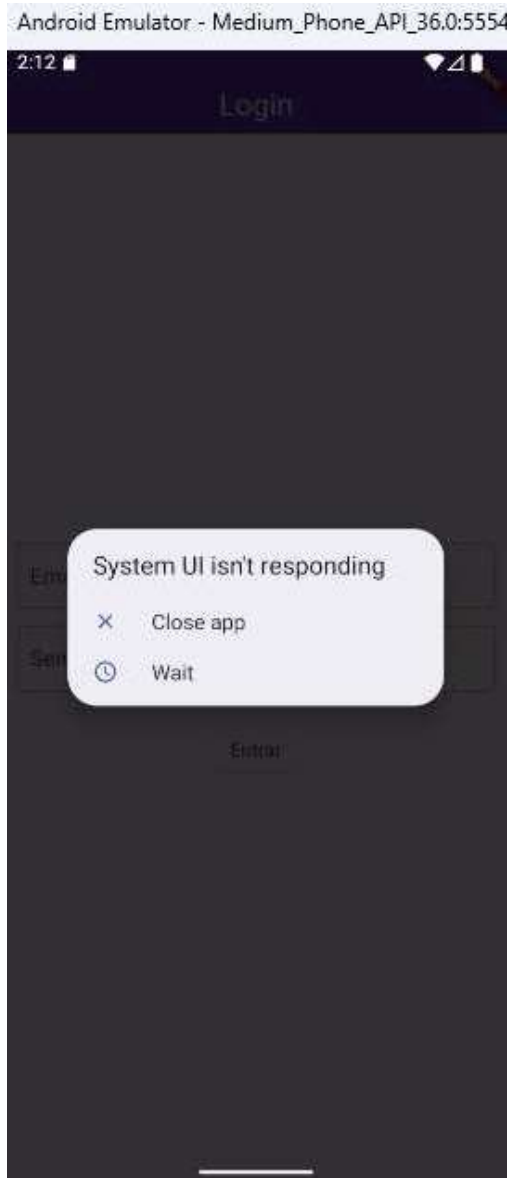 Android Emulator - Medium_Phone_API_36.0:5554
2:12
Login
System UI isn't responding
Close app
Wait
Entrar